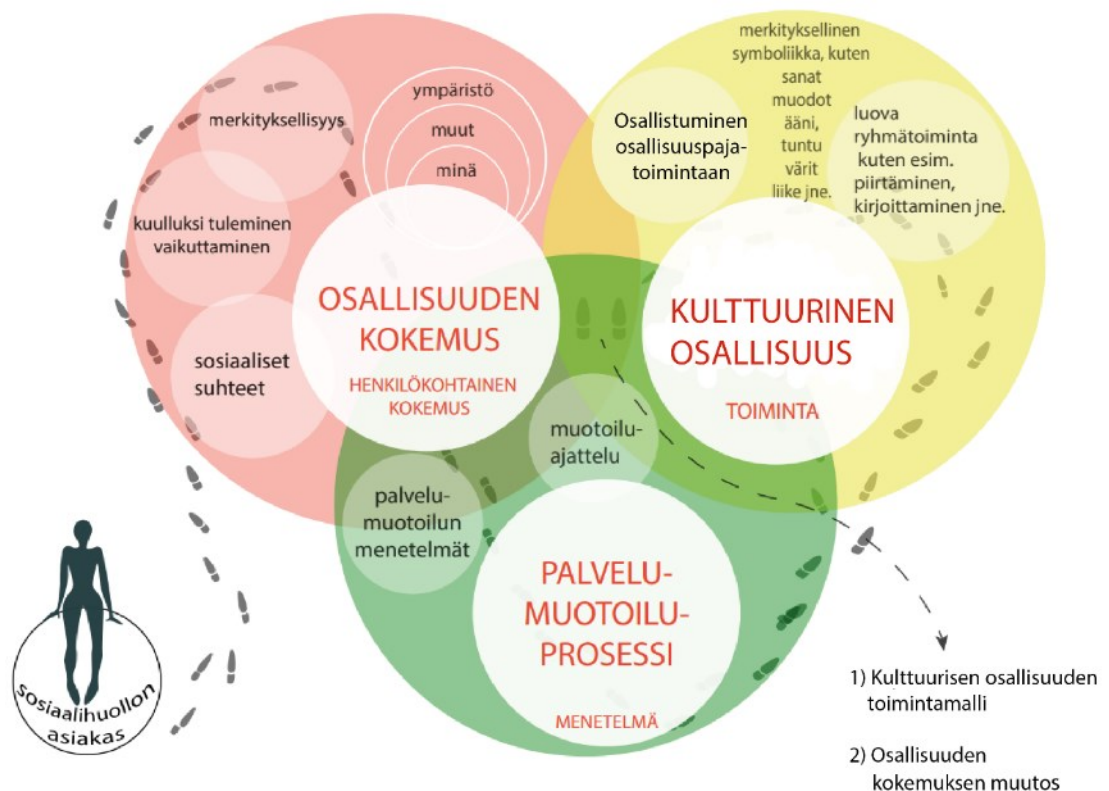 ympäristö
muut
minä
merkityksellisyys
kuulluksi tuleminen
vaikuttaminen
sosiaaliset
suhteet
OSALLISUUDEN
KOKEMUS
HENKILÖKOHTAINEN
KOKEMUS
merkityksellinen
symboliikka, kuten
sanat
muodot
ääni,
tuntu
värit
liike jne.
Osallistuminen
osallisuuspaja-
toimintaan
luova
ryhmätoiminta
kuten esim.
piirtäminen,
kirjoittaminen jne.
KULTTUURINEN
OSALLISUUS
TOIMINTA
muotoilu-
ajattelu
palvelu-
muotoilun
menetelmät
PALVELU-
MUOTOILU-
PROSESSI
MENETELMÄ
sosiaalihuollon
asiakas
1) Kulttuurisen osallisuuden
toimintamalli
2) Osallisuuden
kokemuksen muutos